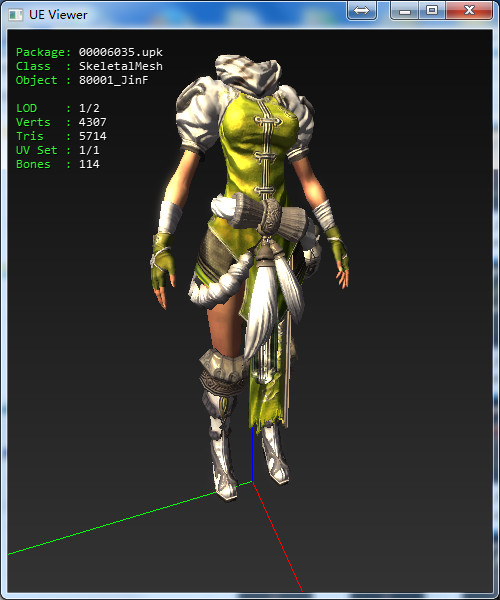 UE Viewer
Package: 00006035.upk
Class : SkeletalMesh
Object : 80001_JinF
LOD : 1/2
Verts : 4307
Tris : 5714
UV Set : 1/1
Bones : 114